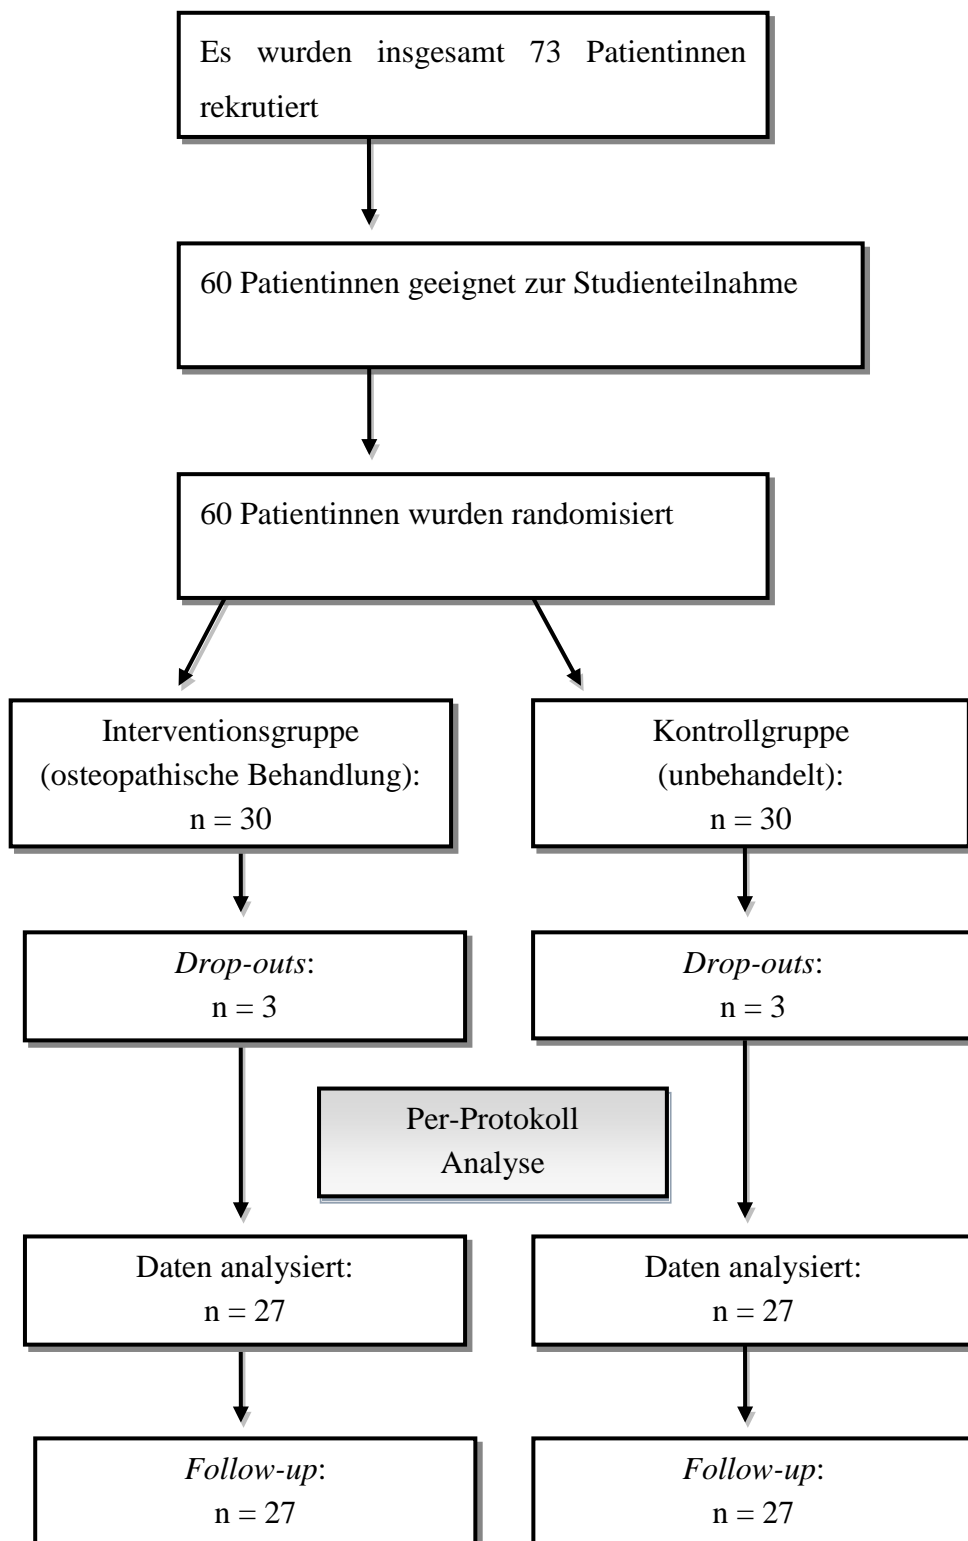 Es wurden insgesamt 73 Patientinnen
rekrutiert
60 Patientinnen geeignet zur Studienteilnahme
60 Patientinnen wurden randomisiert
Interventionsgruppe
(osteopathische Behandlung):
n = 30
Kontrollgruppe
(unbehandelt):
n = 30
Drop-outs:
n = 3
Drop-outs:
n = 3
Per-Protokoll
Analyse
Daten analysiert:
n = 27
Daten analysiert:
n = 27
Follow-up:
n = 27
Follow-up:
n = 27